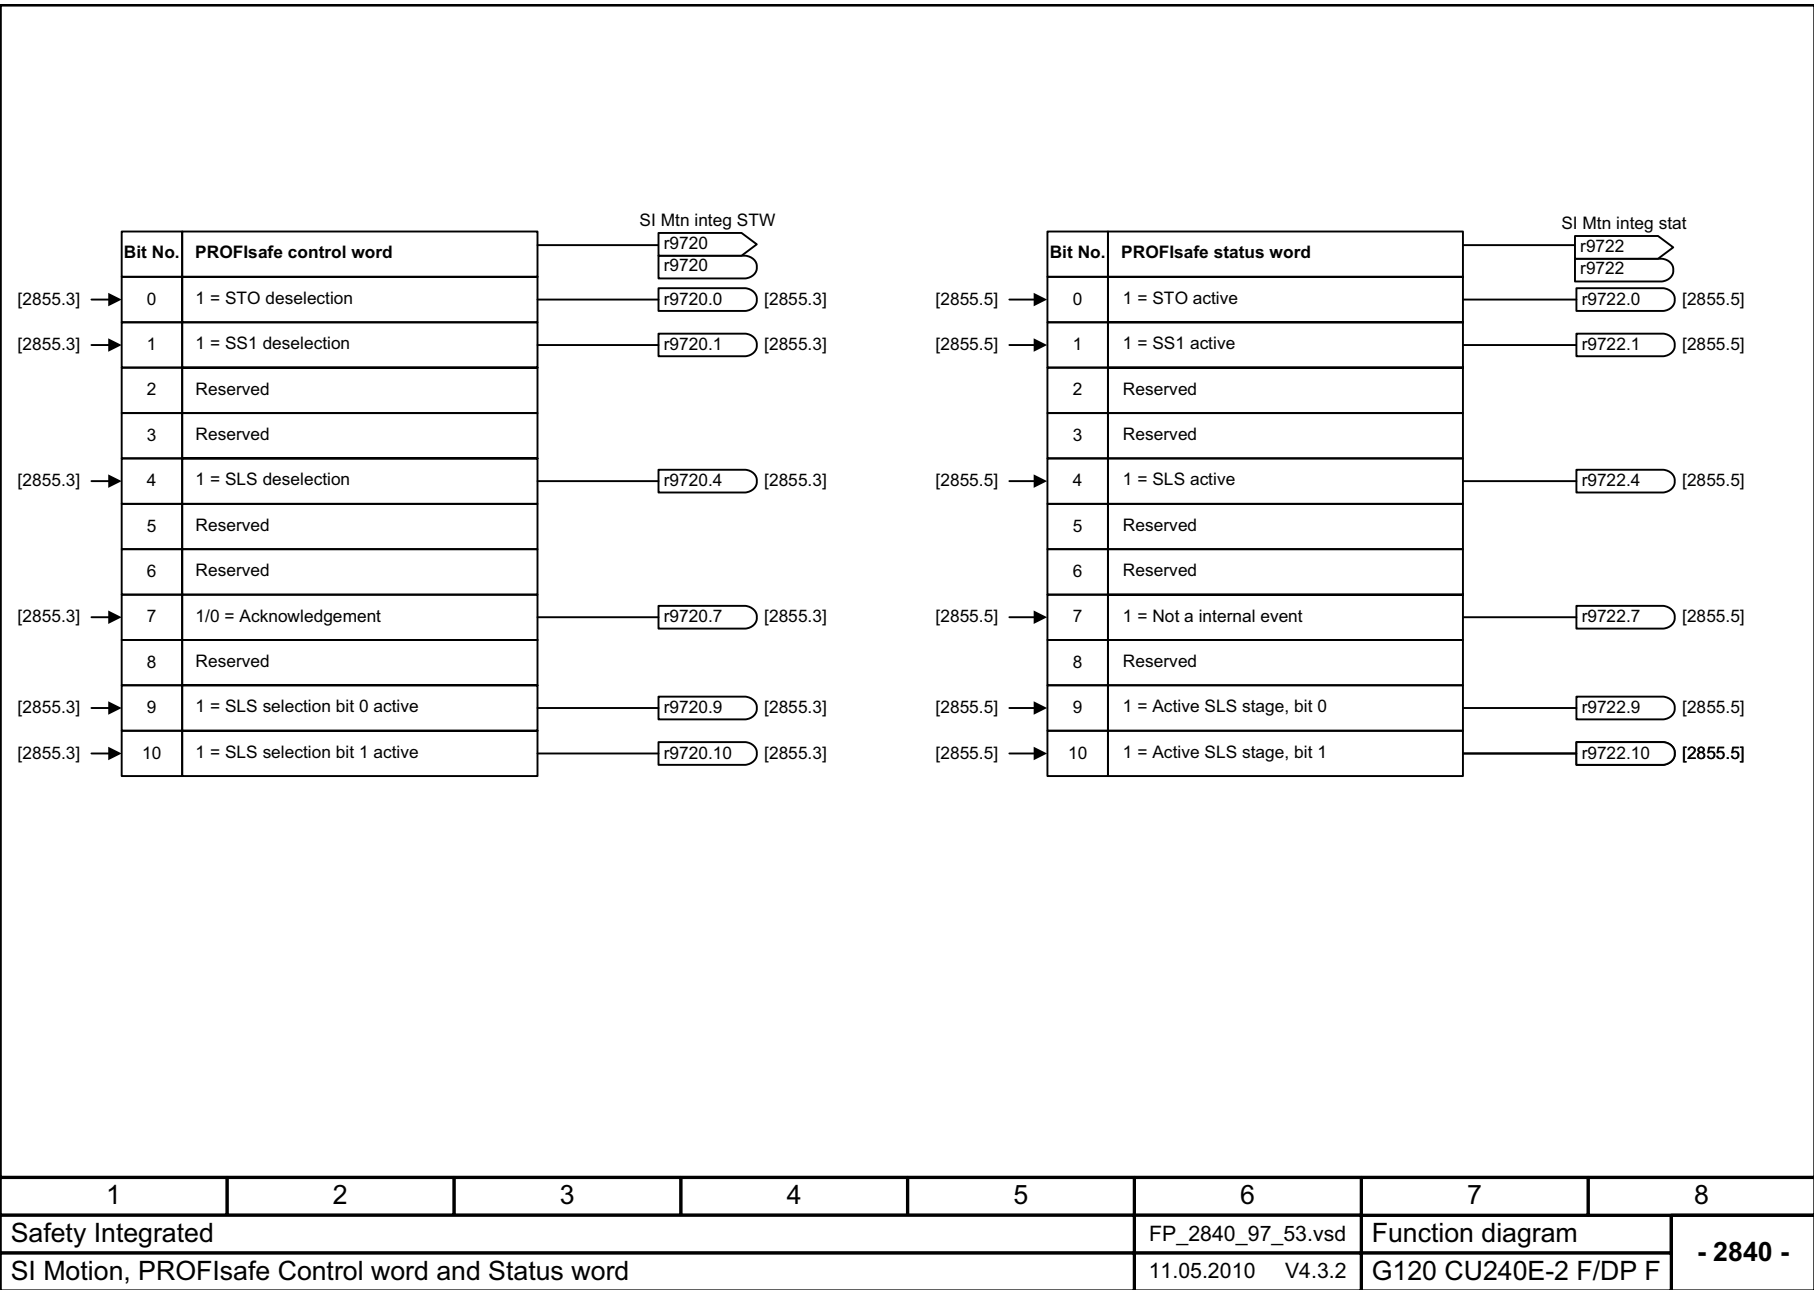 SI Mtn integ STW
Bit No. PROFIsafe control word r9720
r9720
[2855.3] 0 1 = STO deselection r9720.0 [2855.3]
[2855.3] 1 1 = SS1 deselection r9720.1 [2855.3]
2 Reserved
3 Reserved
[2855.3] 4 1 = SLS deselection r9720.4 [2855.3]
5 Reserved
6 Reserved
[2855.3] 7 1/0 = Acknowledgement r9720.7 [2855.3]
8 Reserved
[2855.3] 9 1 = SLS selection bit 0 active r9720.9 [2855.3]
[2855.3] 10 1 = SLS selection bit 1 active r9720.10 [2855.3]
SI Mtn integ stat
Bit No. PROFIsafe status word r9722
r9722
[2855.5] 0 1 = STO active r9722.0 [2855.5]
[2855.5] 1 1 = SS1 active r9722.1 [2855.5]
2 Reserved
3 Reserved
[2855.5] 4 1 = SLS active r9722.4 [2855.5]
5 Reserved
6 Reserved
[2855.5] 7 1 = Not a internal event r9722.7 [2855.5]
8 Reserved
[2855.5] 9 1 = Active SLS stage, bit 0 r9722.9 [2855.5]
[2855.5] 10 1 = Active SLS stage, bit 1 r9722.10 [2855.5]
1 2 3 4 5 6 7 8
Safety Integrated FP_2840_97_53.vsd Function diagram
- 2840 -
SI Motion, PROFIsafe Control word and Status word 11.05.2010 V4.3.2 G120 CU240E-2 F/DP F